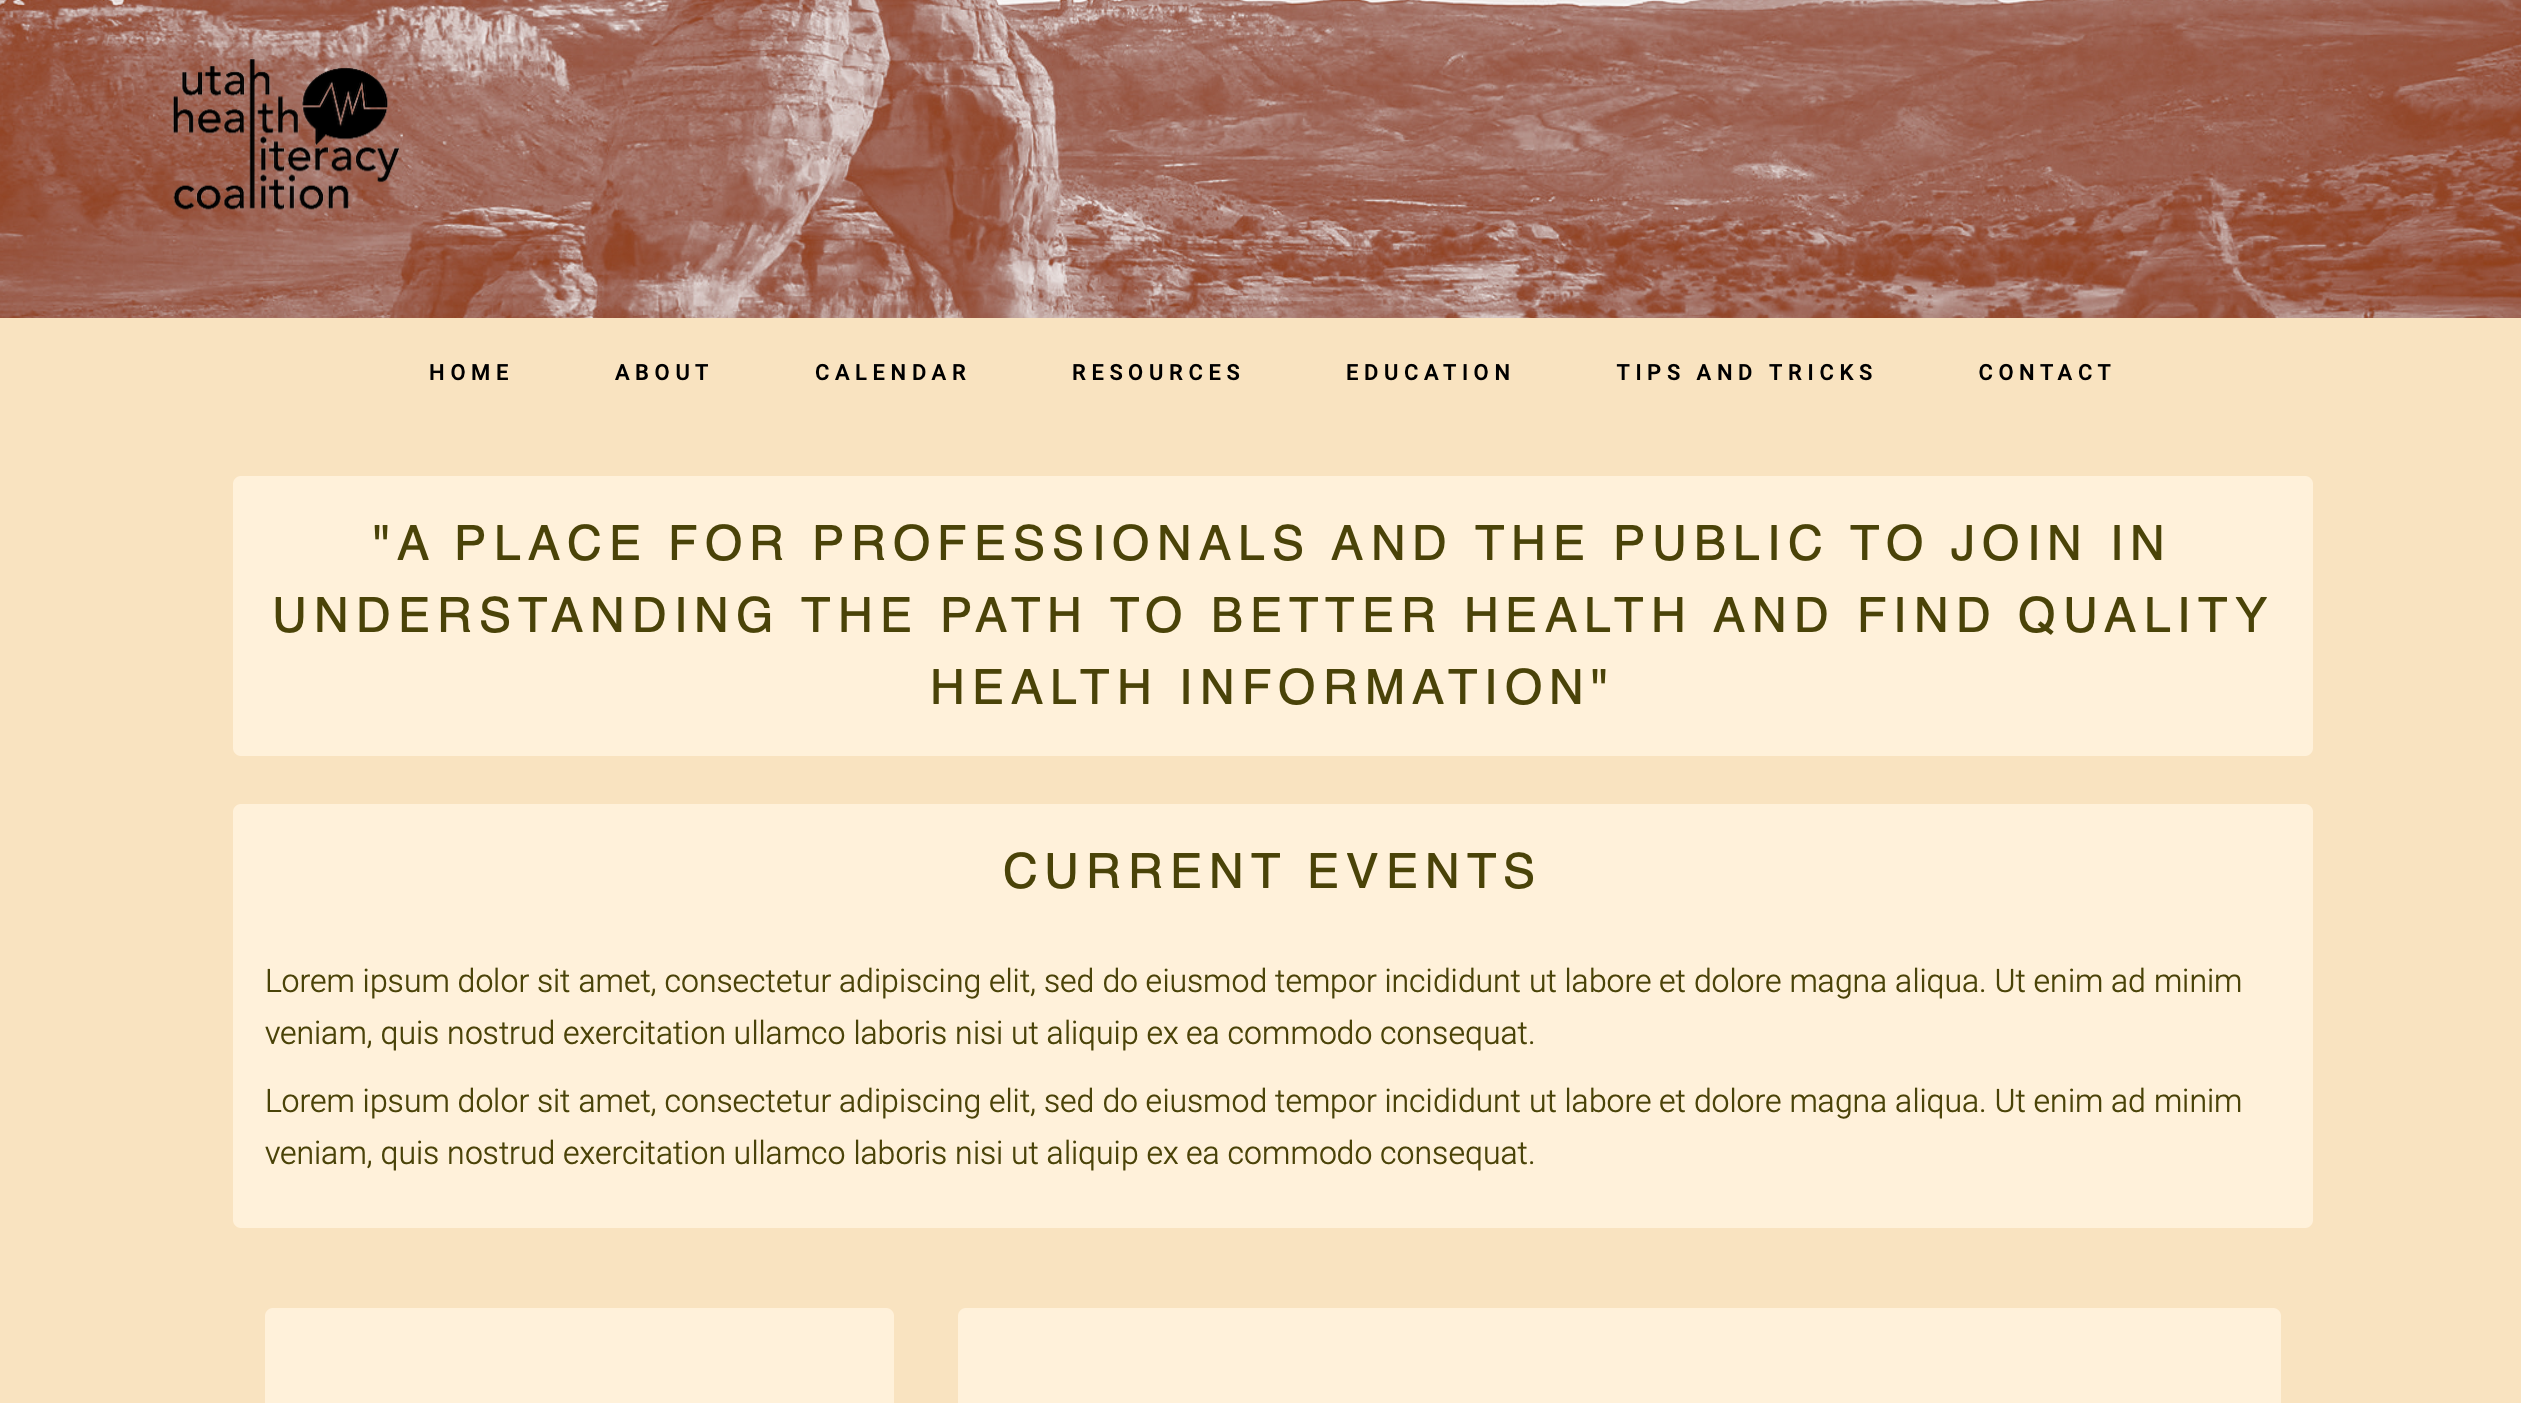 utah
health
literacy
coalition
HOME ABOUT CALENDAR RESOURCES EDUCATION TIPS AND TRICKS CONTACT
"A PLACE FOR PROFESSIONALS AND THE PUBLIC TO JOIN IN
UNDERSTANDING THE PATH TO BETTER HEALTH AND FIND QUALITY
HEALTH INFORMATION"
CURRENT EVENTS
Lorem ipsum dolor sit amet, consectetur adipiscing elit, sed do eiusmod tempor incididunt ut labore et dolore magna aliqua. Ut enim ad minim
veniam, quis nostrud exercitation ullamco laboris nisi ut aliquip ex ea commodo consequat.
Lorem ipsum dolor sit amet, consectetur adipiscing elit, sed do eiusmod tempor incididunt ut labore et dolore magna aliqua. Ut enim ad minim
veniam, quis nostrud exercitation ullamco laboris nisi ut aliquip ex ea commodo consequat.